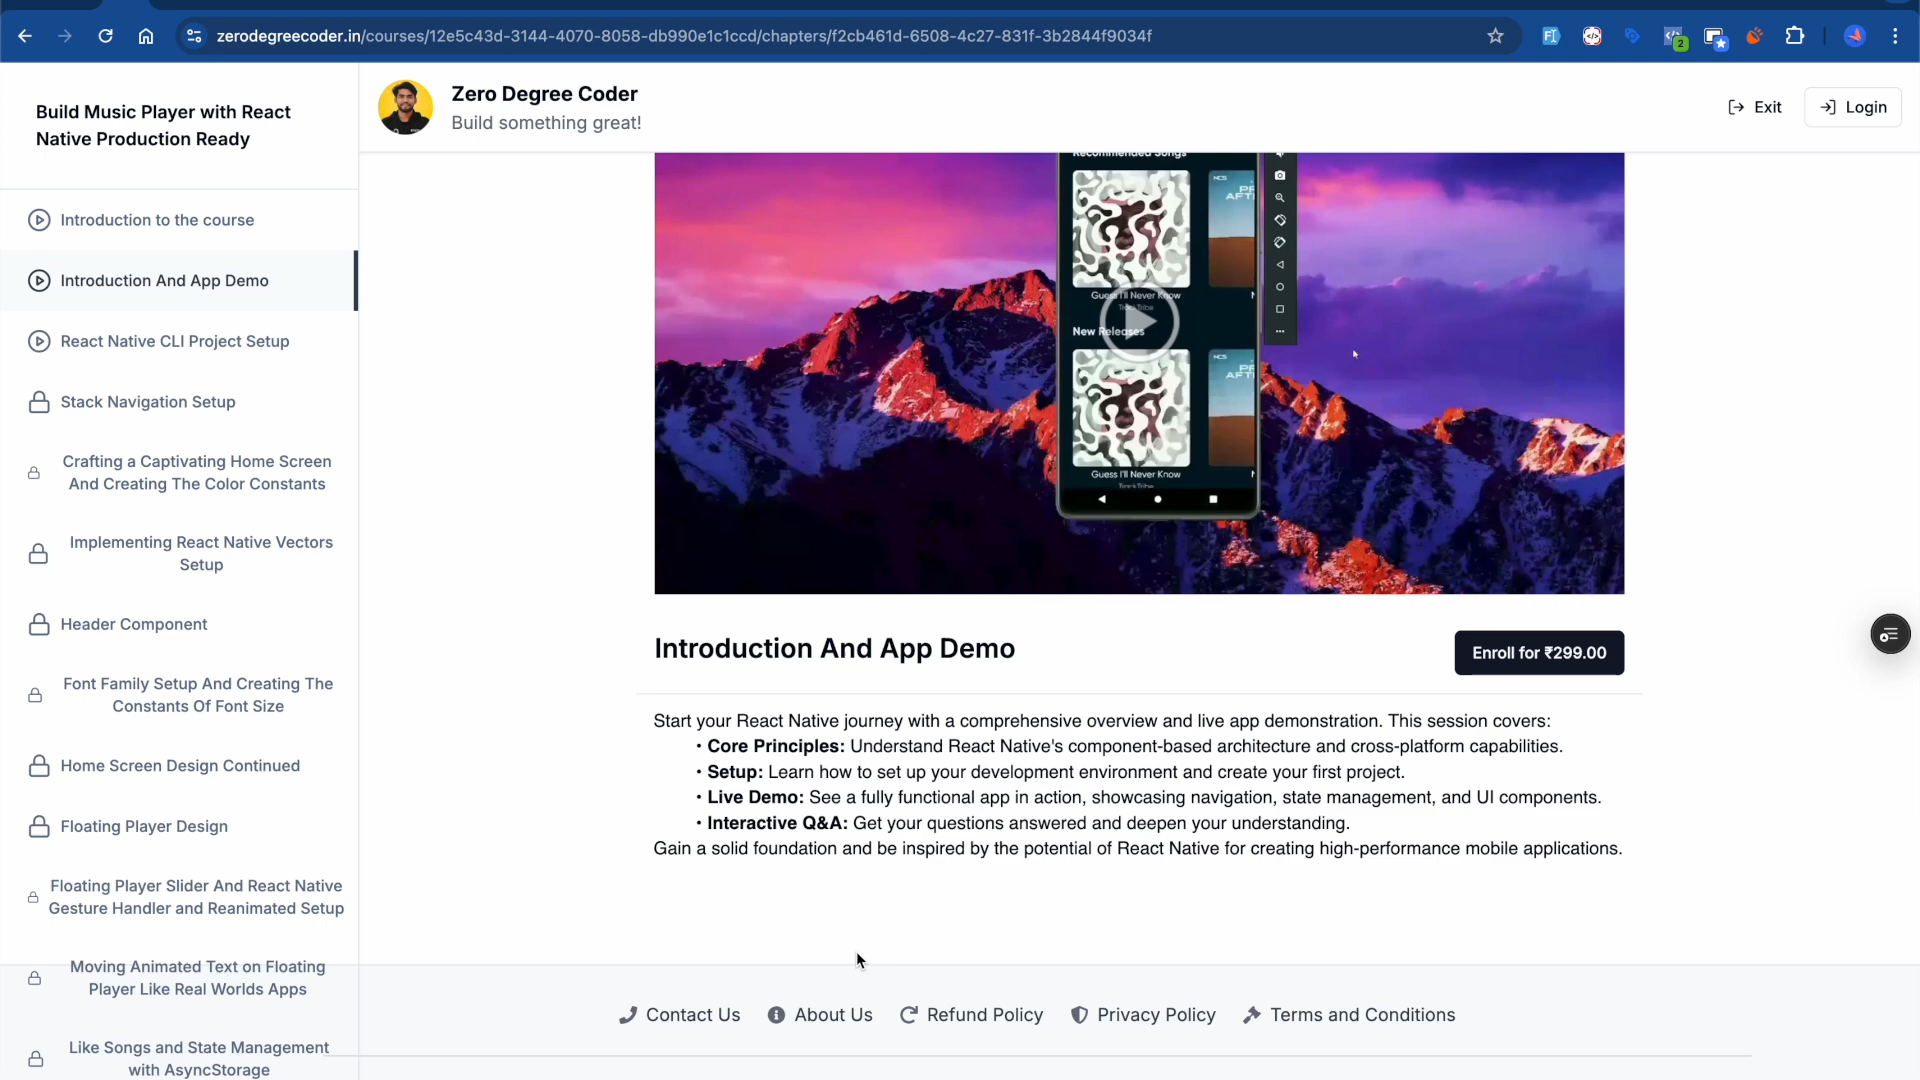 zerodegreecoder.in/courses/12e5c43d-3144-4070-8058-db990e1c1ccd/chapters/f2cb461d-6508-4c27-831f-3b2844f9034f
2
Build Music Player with React
Native Production Ready
Zero Degree Coder
Build something great!
Exit
Login
Introduction to the course
Introduction And App Demo
React Native CLI Project Setup
Stack Navigation Setup
Crafting a Captivating Home Screen
And Creating The Color Constants
Implementing React Native Vectors
Setup
Header Component
Font Family Setup And Creating The
Constants Of Font Size
Home Screen Design Continued
Floating Player Design
Floating Player Slider And React Native
Gesture Handler and Reanimated Setup
Moving Animated Text on Floating
Player Like Real Worlds Apps
Like Songs and State Management
with AsyncStorage
Recommended Songs
NCS
Guess I'll Never Know
TrackTribe
New Releases
NCS
Guess I'll Never Know
TrackTribe
Introduction And App Demo
Enroll for ₹299.00
Start your React Native journey with a comprehensive overview and live app demonstration. This session covers:
• Core Principles: Understand React Native's component-based architecture and cross-platform capabilities.
• Setup: Learn how to set up your development environment and create your first project.
• Live Demo: See a fully functional app in action, showcasing navigation, state management, and UI components.
• Interactive Q&A: Get your questions answered and deepen your understanding.
Gain a solid foundation and be inspired by the potential of React Native for creating high-performance mobile applications.
Contact Us
About Us
Refund Policy
Privacy Policy
Terms and Conditions